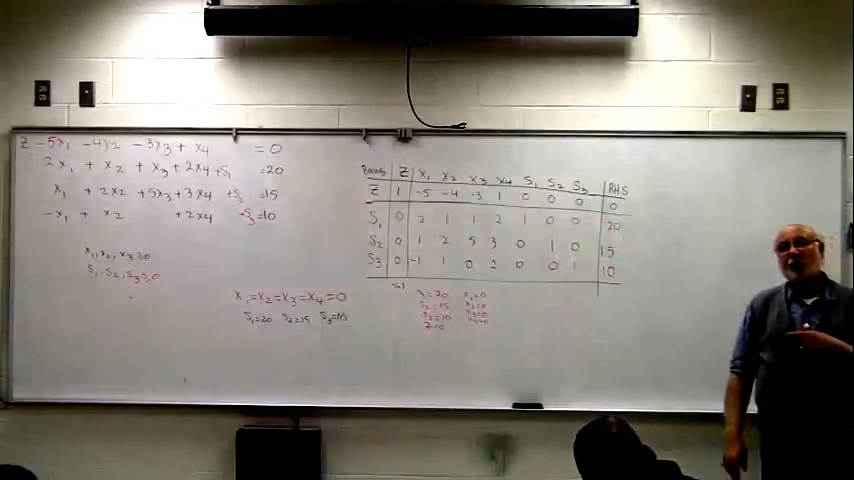 Z - 5x1 - 4x2 - 3x3 + x4 = 0
2x1 + x2 + x3 + 2x4 + S1 = 20
x1 + 2x2 + 5x3 + 3x4 + S2 = 15
-x1 + x2 + 2x4 + S3 = 10
x1, x2, x3 ≥ 0
S1, S2, S3 ≥ 0
x1 = x2 = x3 = x4 = 0
S1=20 S2=15 S3=10
Z x1 x2 x3 x4 S1 S2 S3 RHS
Z 1 -5 -4 -3 1 0 0 0 0
S1 0 2 1 1 2 1 0 0 20
S2 0 1 2 5 3 0 1 0 15
S3 0 -1 1 0 2 0 0 1 10
S1
=20 x1=0
S2=15 x2=0
S3=10 x3=0
Z=0